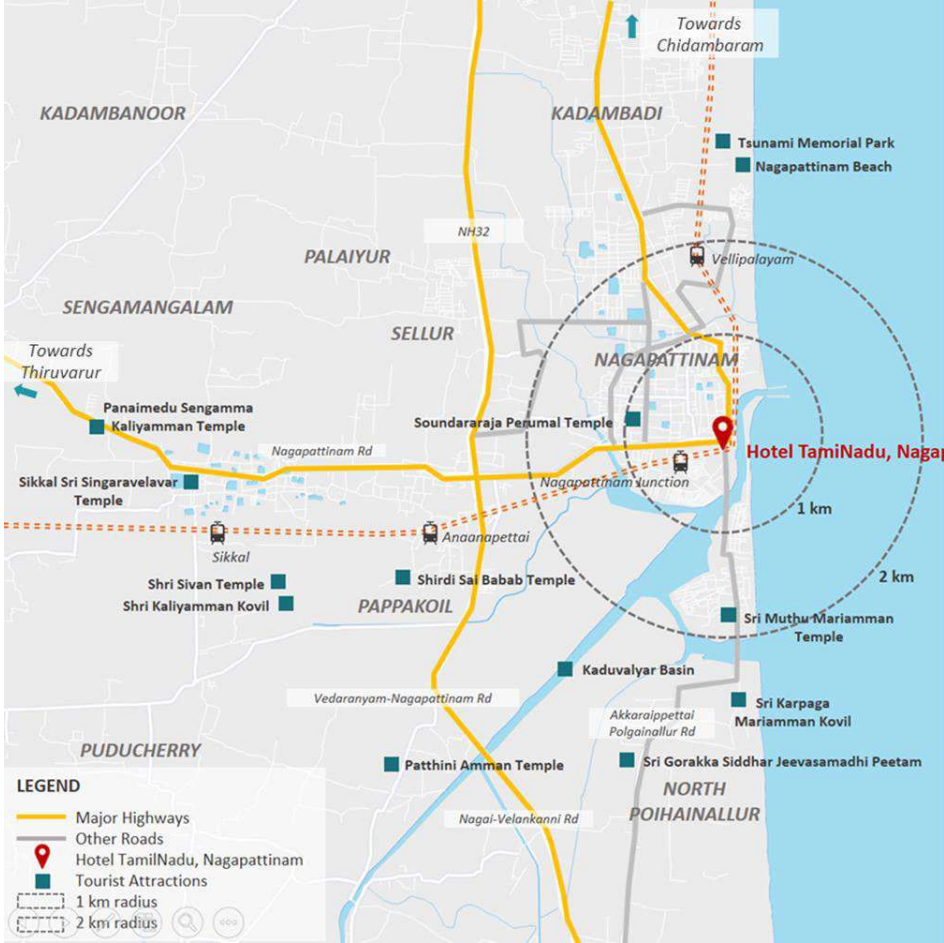 Towards
Chidambaram
KADAMBANOOR
KADAMBADI
Tsunami Memorial Park
Nagapattinam Beach
NH32
PALAIYUR
Vellipalayam
SENGAMANGALAM
SELLUR
Towards
Thiruvarur
NAGAPATTINAM
Panaimedu Sengamma
Kaliyamman Temple
Soundararaja Perumal Temple
Nagapattinam Rd
Hotel TamiNadu, Nagap
Sikkal Sri Singaravelavar
Temple
Nagapattinam Junction
1 km
Sikkal
Anaanapettai
Shri Sivan Temple
Shirdi Sai Babab Temple
2 km
Shri Kaliyamman Kovil
PAPPAKOIL
Sri Muthu Mariamman
Temple
Kaduvalyar Basin
Vedaranyam-Nagapattinam Rd
Sri Karpaga
Mariamman Kovil
Akkaraippettai
Polgainallur Rd
PUDUCHERRY
Patthini Amman Temple
Sri Gorakka Siddhar Jeevasamadhi Peetam
NORTH
POIHAINALLUR
Nagai-Velankanni Rd
LEGEND
Major Highways
Other Roads
Hotel TamilNadu, Nagapattinam
Tourist Attractions
1 km radius
2 km radius